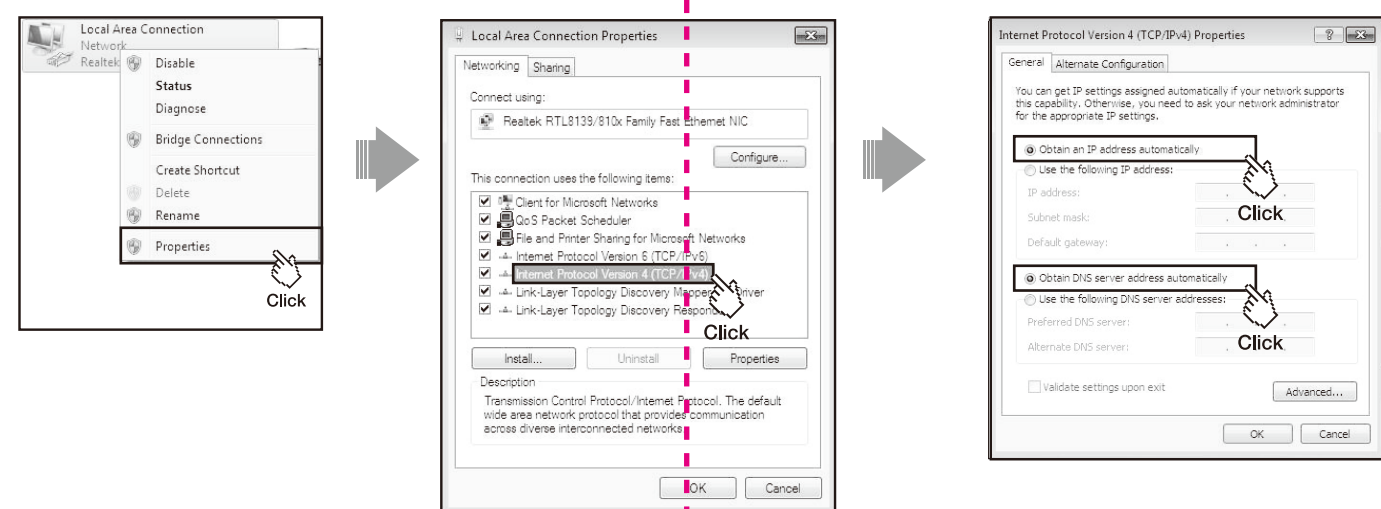 Local Area Connection
Network
Realtek
Disable
Status
Diagnose
Bridge Connections
Create Shortcut
Delete
Rename
Properties
Click
Local Area Connection Properties
Networking Sharing
Connect using:
Realtek RTL8139/810x Family Fast Ethernet NIC
Configure...
This connection uses the following items:
Client for Microsoft Networks
QoS Packet Scheduler
File and Printer Sharing for Microsoft Networks
Internet Protocol Version 6 (TCP/IPv6)
Internet Protocol Version 4 (TCP/IPv4)
Link-Layer Topology Discovery Mapper Driver
Link-Layer Topology Discovery
Click
Install... Uninstall Properties
Description
Transmission Control Protocol/Internet Protocol. The default
wide area network protocol that provides communication
across diverse interconnected networks.
OK Cancel
Internet Protocol Version 4 (TCP/IPv4) Properties
General Alternate Configuration
You can get IP settings assigned automatically if your network supports
this capability. Otherwise, you need to ask your network administrator
for the appropriate IP settings.
Obtain an IP address automatically
Use the following IP address:
IP address:
Subnet mask:
Click
Default gateway:
Obtain DNS server address automatically
Use the following DNS server addresses:
Preferred DNS server:
Alternate DNS server:
Click
Validate settings upon exit
Advanced...
OK Cancel